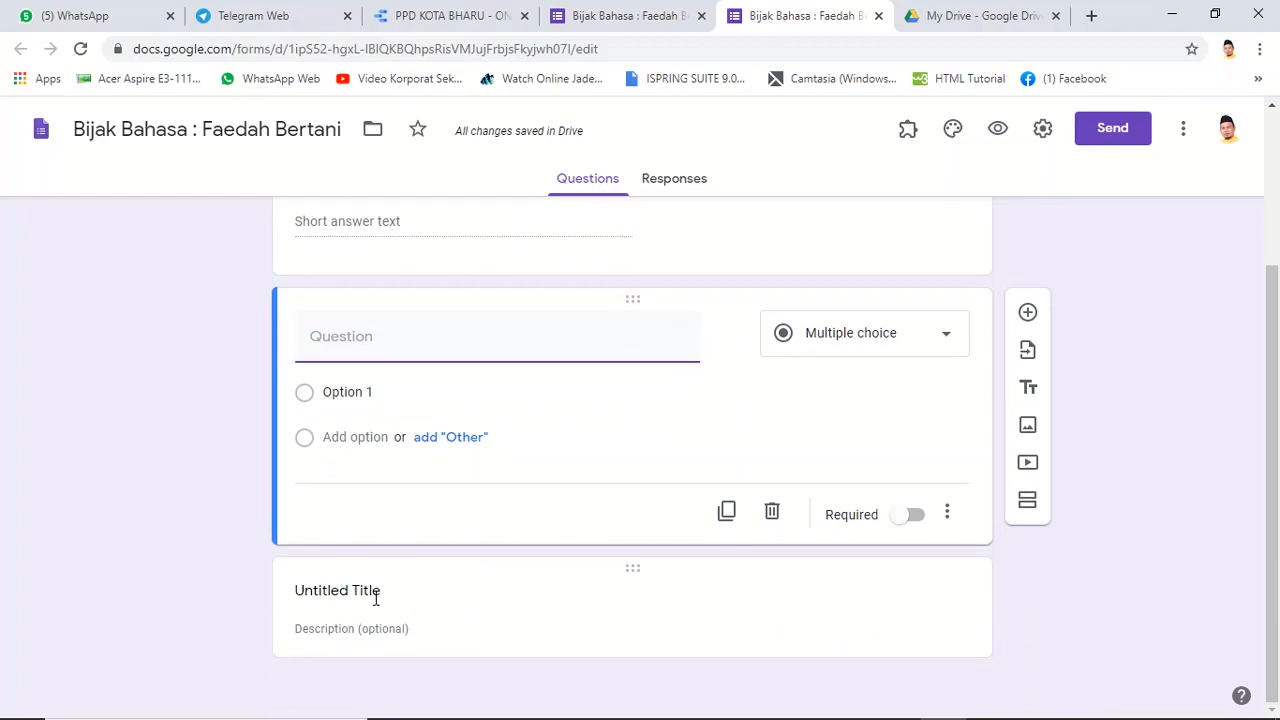 (5) WhatsApp
Telegram Web
PPD KOTA BHARU - ON
Bijak Bahasa : Faedah B
Bijak Bahasa : Faedah B
My Drive - Google Dri
docs.google.com/forms/d/1ipS52-hgxL-IBIQKBQhpsRisVMJujFrbjsFkyjwh07I/edit
Apps
Acer Aspire E3-111...
WhatsApp Web
Video Korporat Sek...
Watch Online Jade...
ISPRING SUITE 9.0...
Camtasia (Windows...
HTML Tutorial
(1) Facebook
»
Bijak Bahasa : Faedah Bertani
All changes saved in Drive
Send
Questions
Responses
Short answer text
Question
Multiple choice
Option 1
Add option or add "Other"
Required
Untitled Title
Description (optional)